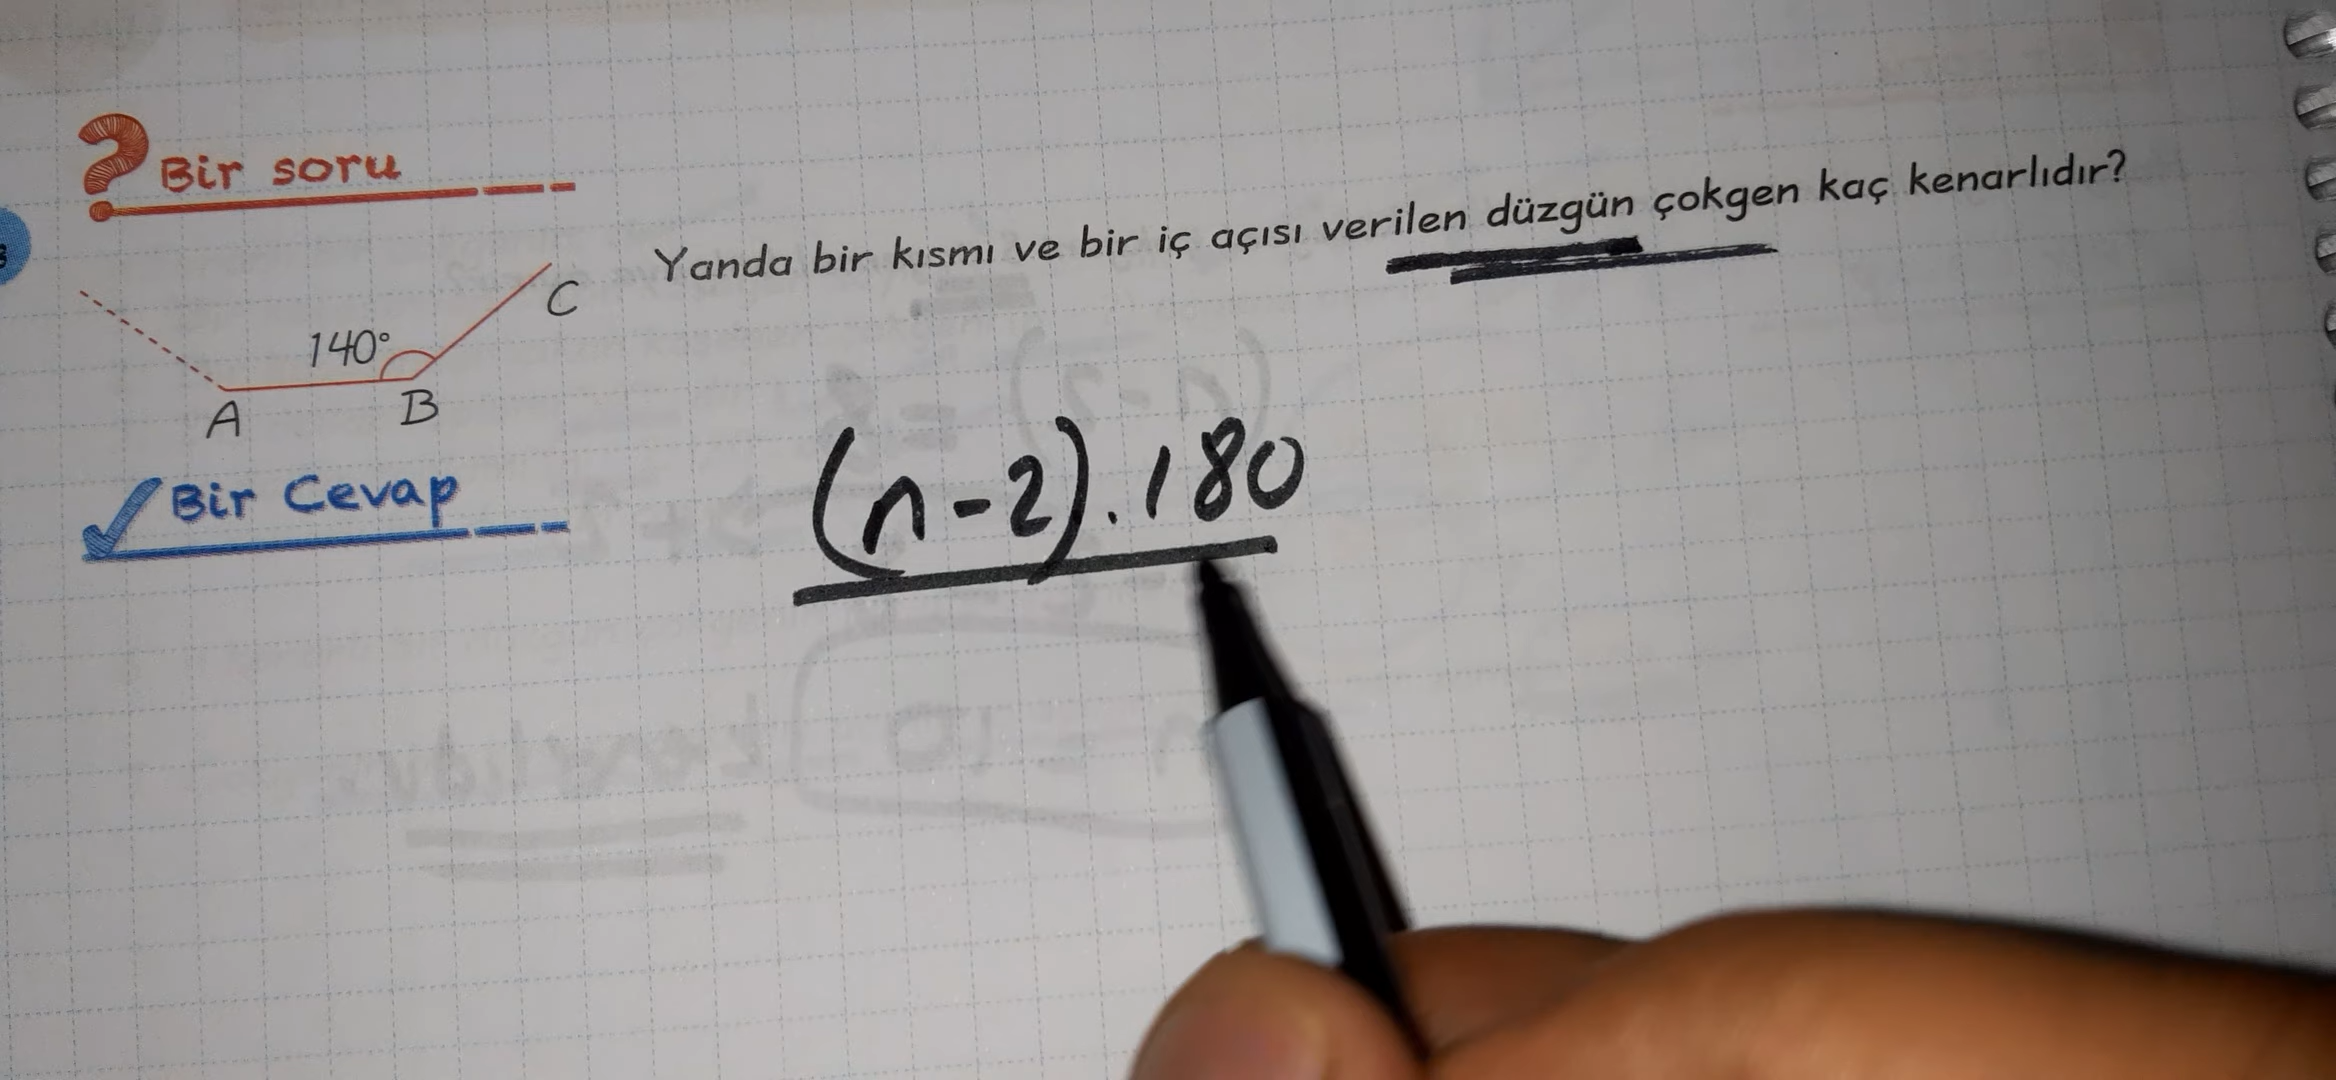 Bir soru
Yanda bir kısmı ve bir iç açısı verilen düzgün çokgen kaç kenarlıdır?
C
140°
A
B
Bir Cevap
(n-2).180